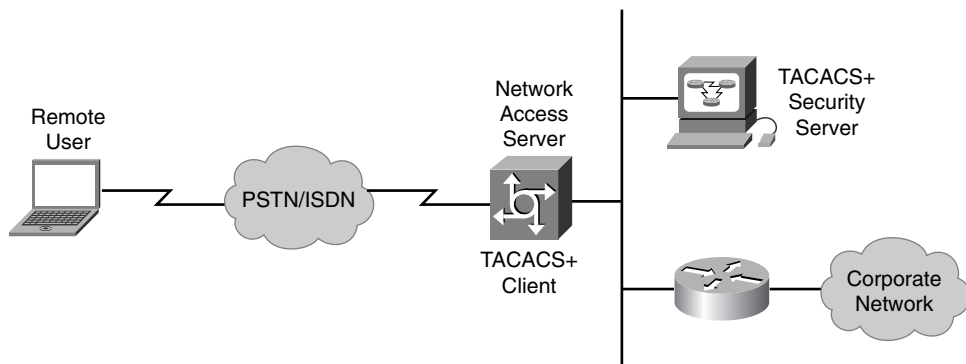 Remote
User
PSTN/ISDN
Network
Access
Server
TACACS+
Client
TACACS+
Security
Server
Corporate
Network